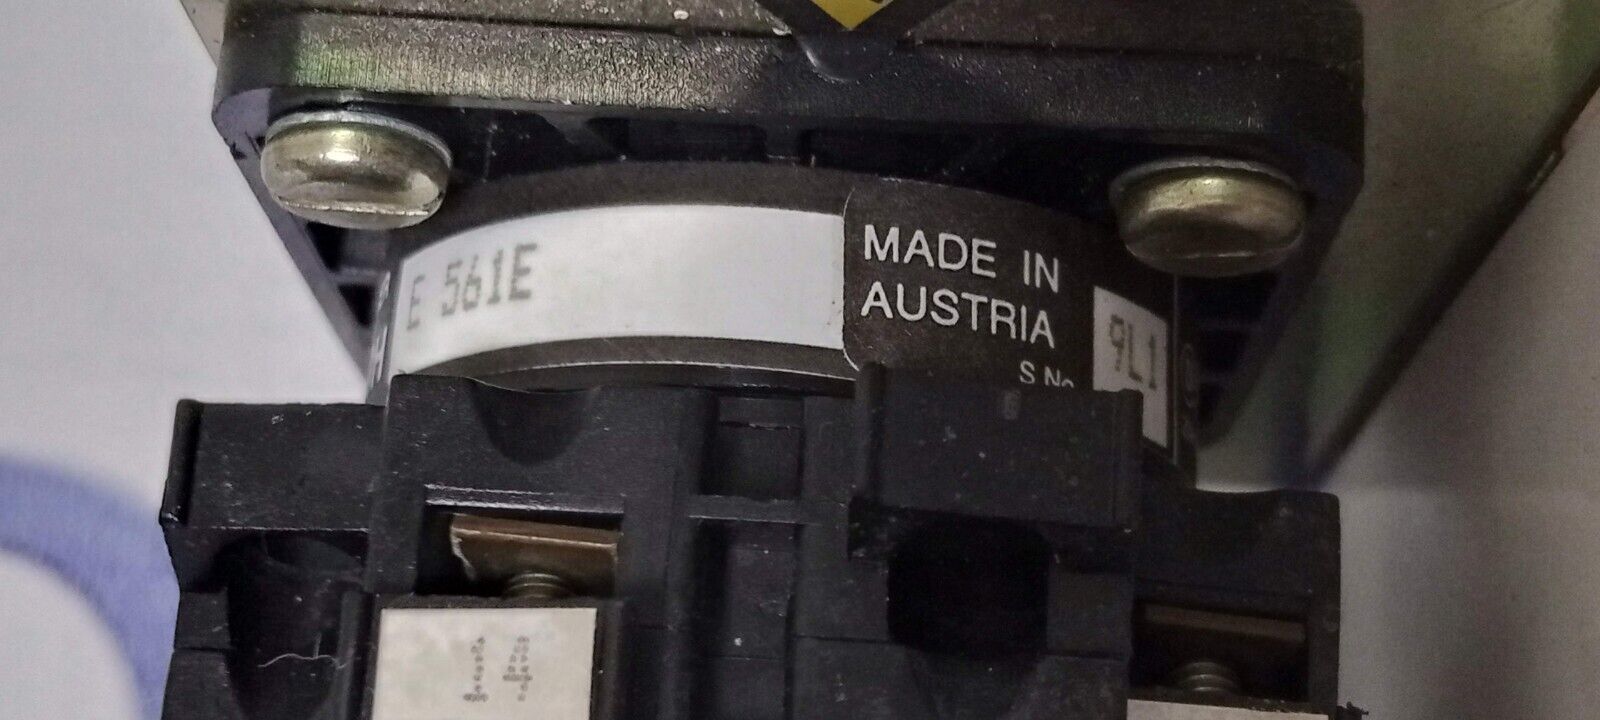 E 561E
MADE IN
AUSTRIA
S.No
9L1